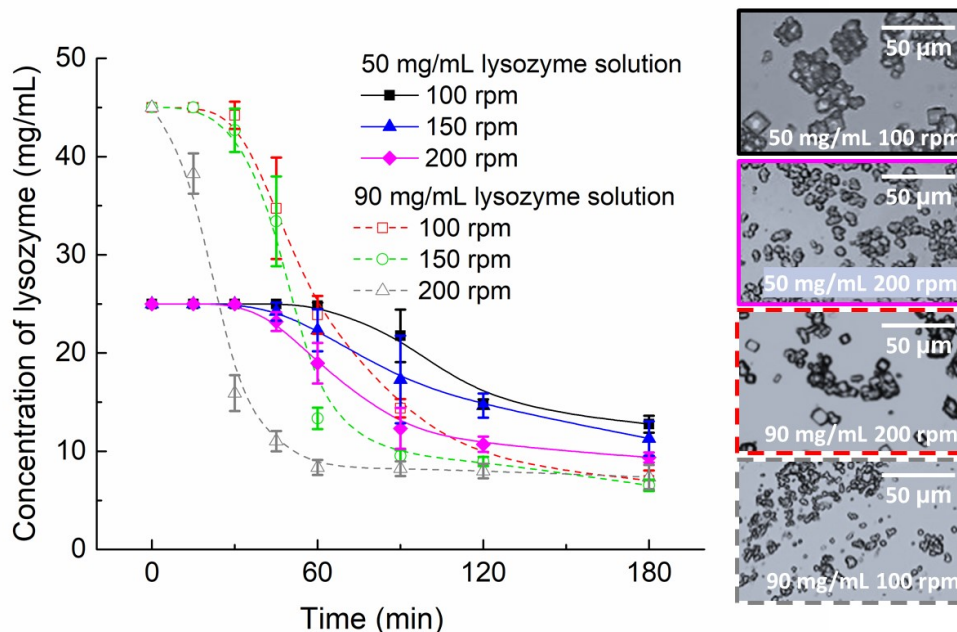 Concentration of lysozyme (mg/mL)
50
40
30
20
10
0
0
60
120
180
Time (min)
50 mg/mL lysozyme solution
100 rpm
150 rpm
200 rpm
90 mg/mL lysozyme solution
100 rpm
150 rpm
200 rpm
50 µm
50 mg/mL 100 rpm
50 µm
50 mg/mL 200 rpm
50 µm
90 mg/mL 200 rpm
50 µm
90 mg/mL 100 rpm